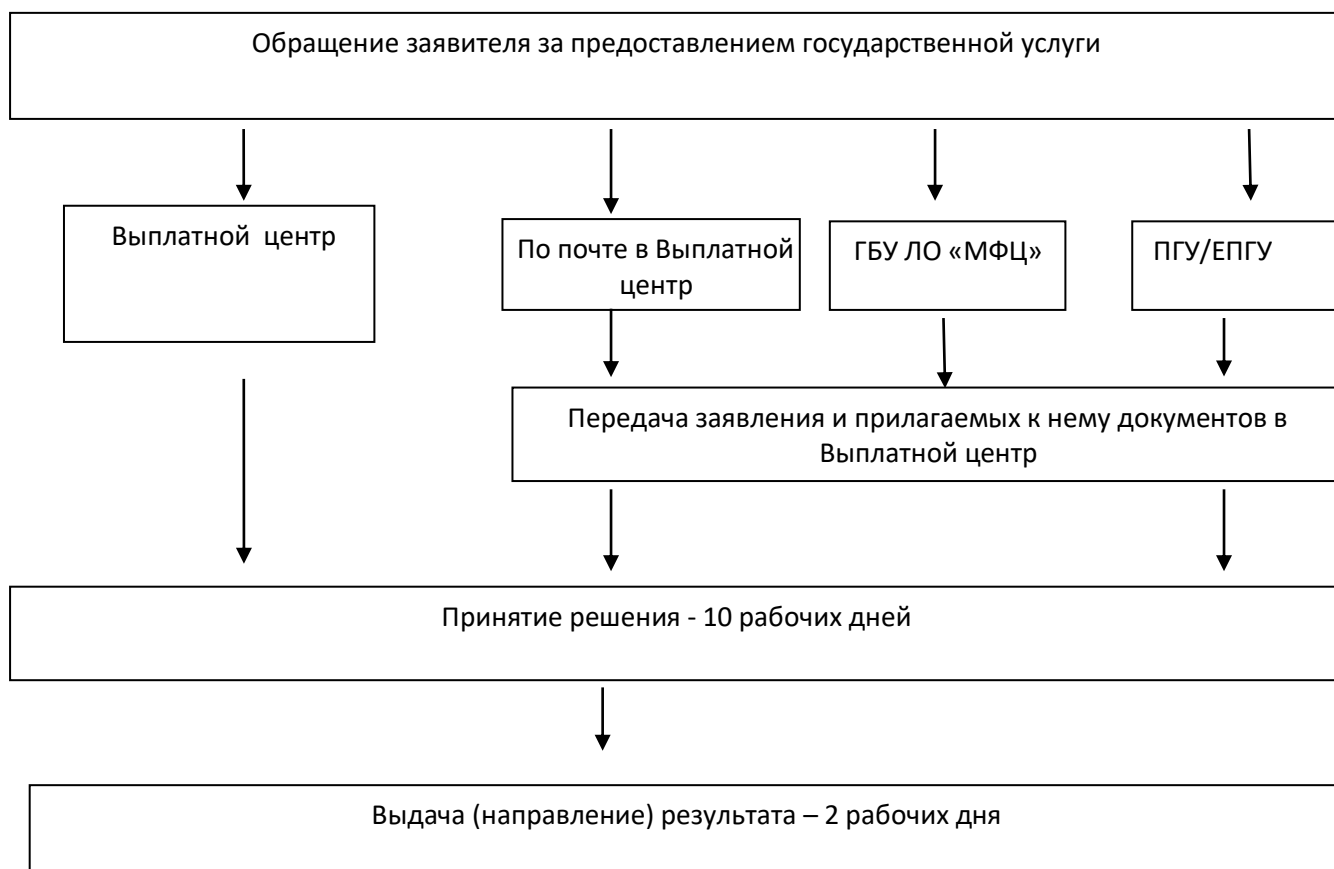 Обращение заявителя за предоставлением государственной услуги
Выплатной центр
По почте в Выплатной
центр
ГБУ ЛО «МФЦ»
ПГУ/ЕПГУ
Передача заявления и прилагаемых к нему документов в
Выплатной центр
Принятие решения - 10 рабочих дней
Выдача (направление) результата – 2 рабочих дня